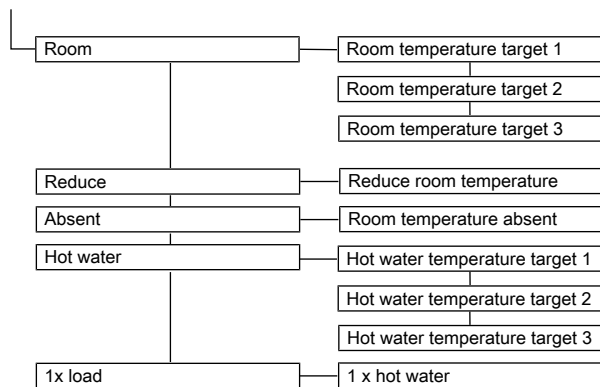 Room
Room temperature target 1
Room temperature target 2
Room temperature target 3
Reduce
Reduce room temperature
Absent
Room temperature absent
Hot water
Hot water temperature target 1
Hot water temperature target 2
Hot water temperature target 3
1x load
1 x hot water